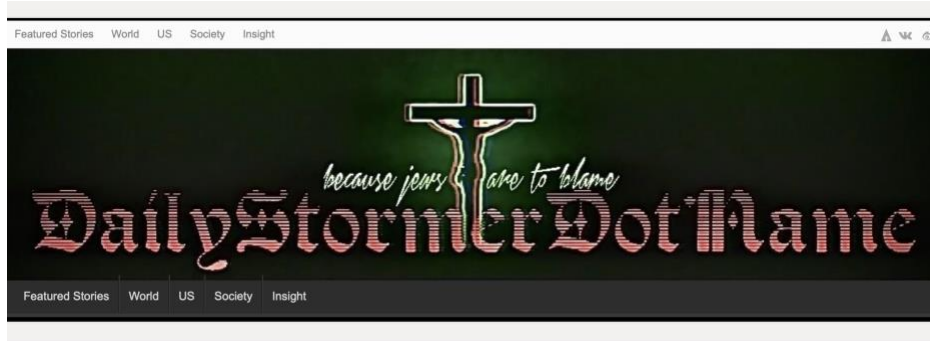 Featured Stories World US Society Insight
because jews are to blame
DailyStormerDotName
Featured Stories World US Society Insight